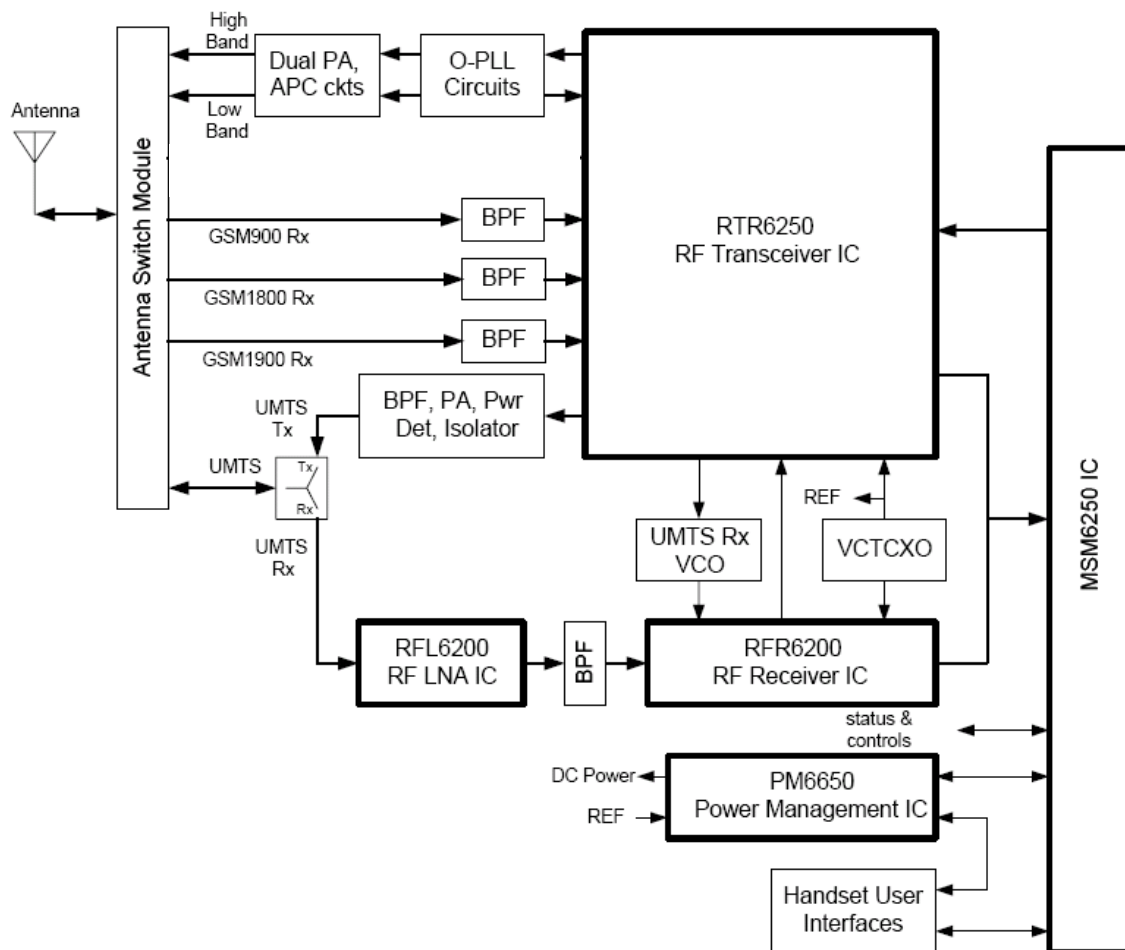 High
Band
Dual PA,
APC ckts
O-PLL
Circuits
Low
Band
Antenna
Antenna Switch Module
RTR6250
RF Transceiver IC
BPF
GSM900 Rx
BPF
GSM1800 Rx
BPF
GSM1900 Rx
BPF, PA, Pwr
Det, Isolator
UMTS
Tx
UMTS
Tx
Rx
UMTS
Rx
REF
UMTS Rx
VCO
VCTCXO
MSM6250 IC
RFL6200
RF LNA IC
BPF
RFR6200
RF Receiver IC
status &
controls
DC Power
REF
PM6650
Power Management IC
Handset User
Interfaces